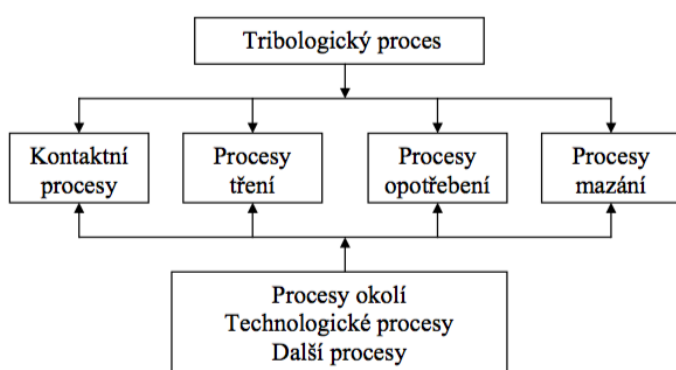 Tribologický proces
Kontaktní
procesy
Procesy
tření
Procesy
opotřebení
Procesy
mazání
Procesy okolí
Technologické procesy
Další procesy